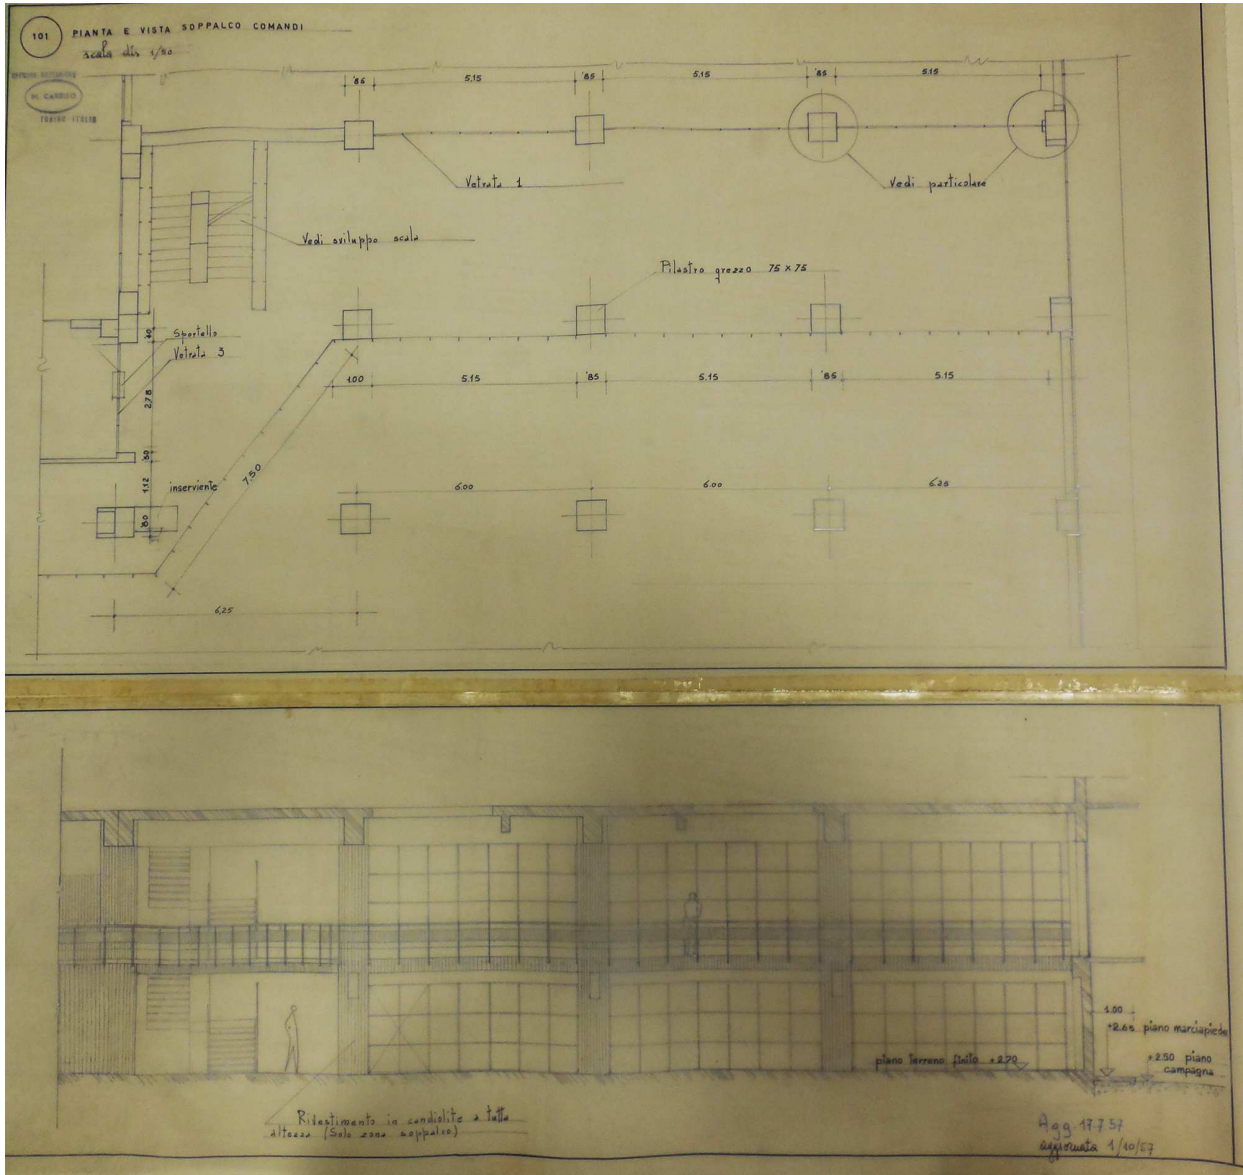 101
PIANTA E VISTA SOPPALCO COMANDI
scala dis 1/50
TORINO-ITALIA
'85
5.15
'85
5.15
'85
5.15
Vetrata 1
Vedi particolare
Vedi sviluppo scala
Pilastro grezzo 75 x 75
Sportello
Vetrata 3
40
2.78
1.00
5.15
'85
5.15
'85
5.15
7.50
1.12
inserviente
6.00
6.00
6.25
6.25
1.00
+2.65 piano marciapiede
piano terreno finito +2.70
+2.50 piano
campagna
Rivestimento in sandiolite a tutta
altezza (Solo zona soppalco)
Agg. 17.7.57
aggiornata 1/10/57